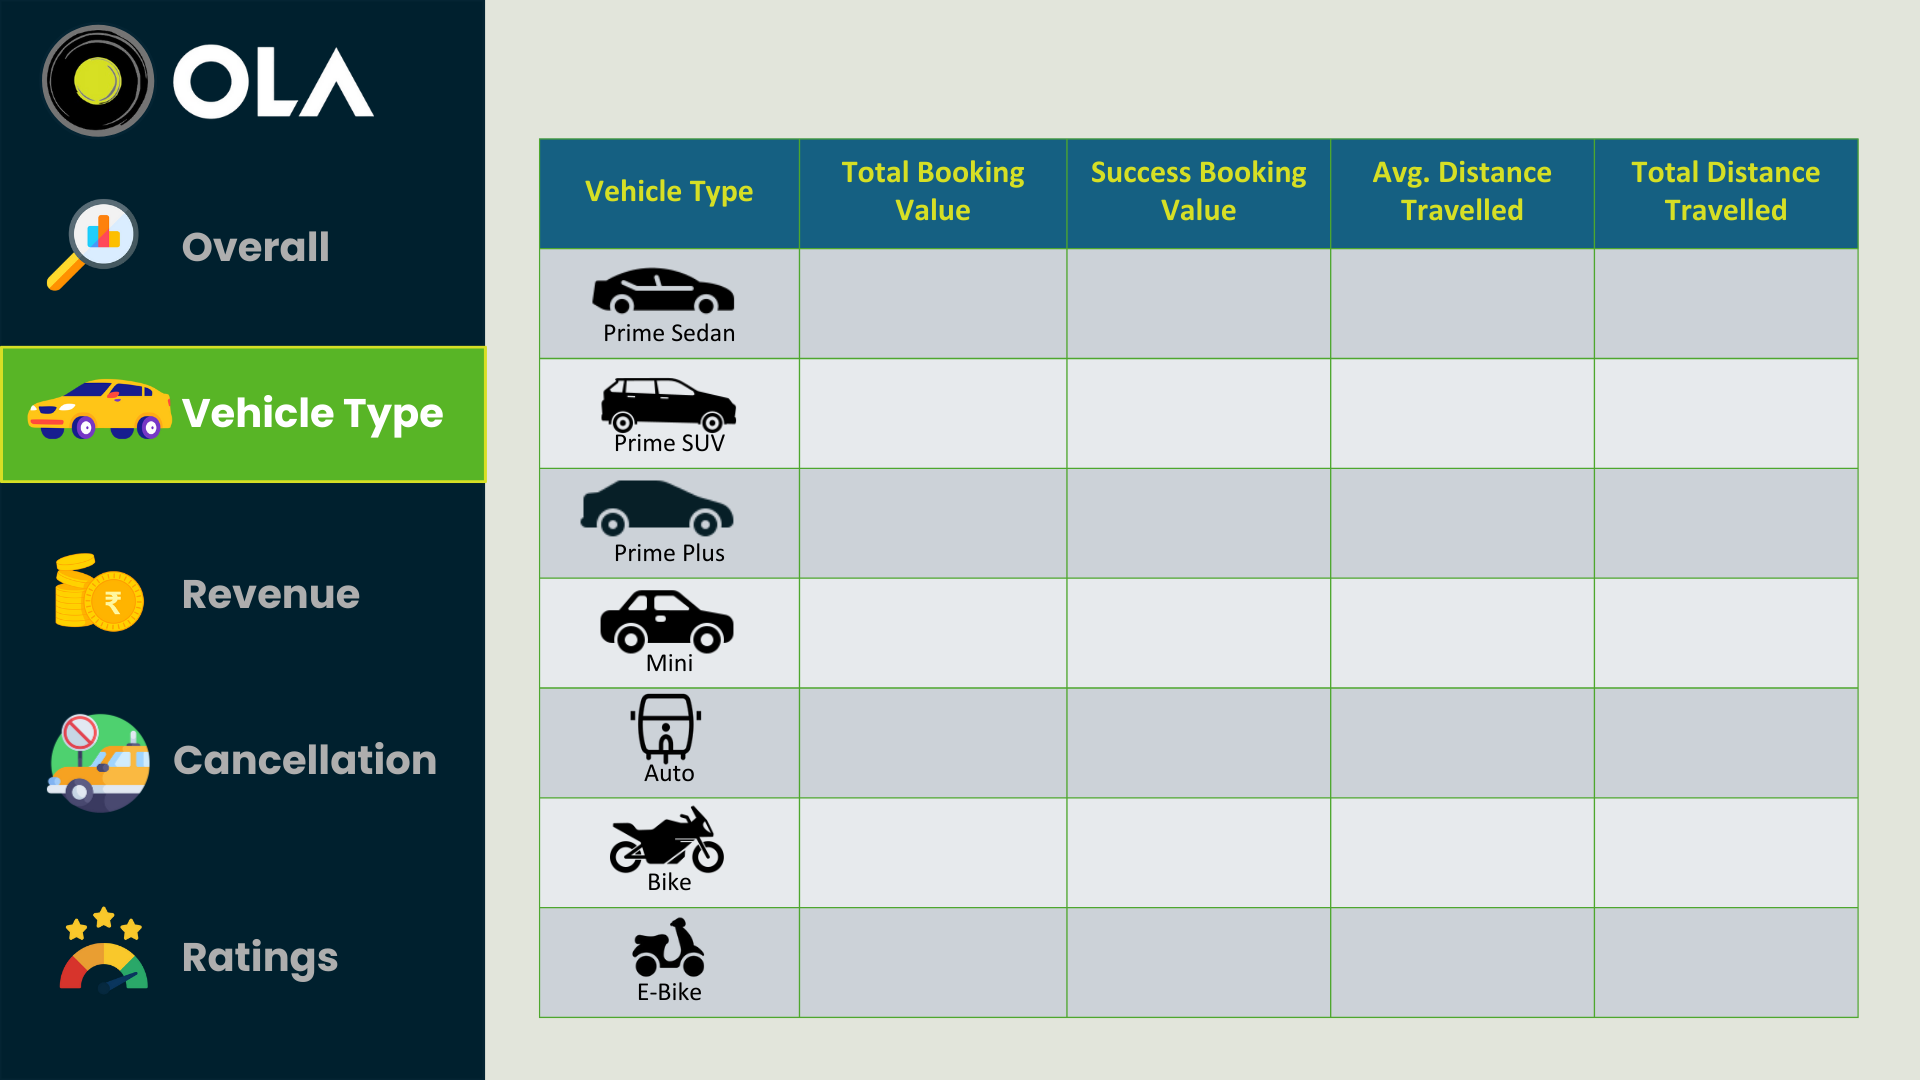 OLA
Overall
Vehicle Type
Revenue
₹
Cancellation
Ratings
Vehicle Type
Total Booking
Value
Success Booking
Value
Avg. Distance
Travelled
Total Distance
Travelled
Prime Sedan
Prime SUV
Prime Plus
Mini
Auto
Bike
E-Bike